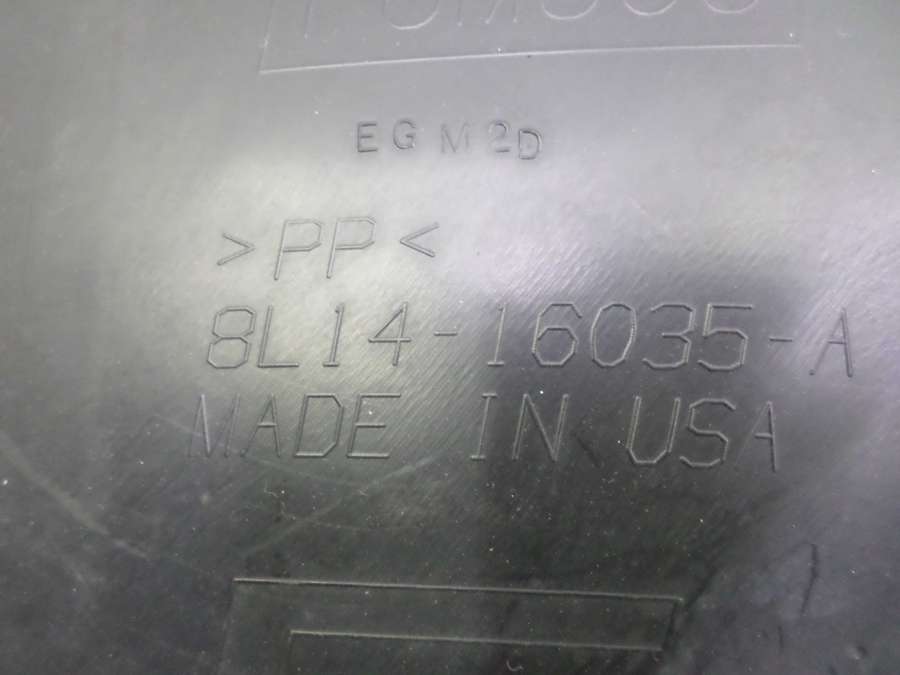 EGM2D
>PP<
8L14-16035-A
MADE IN USA